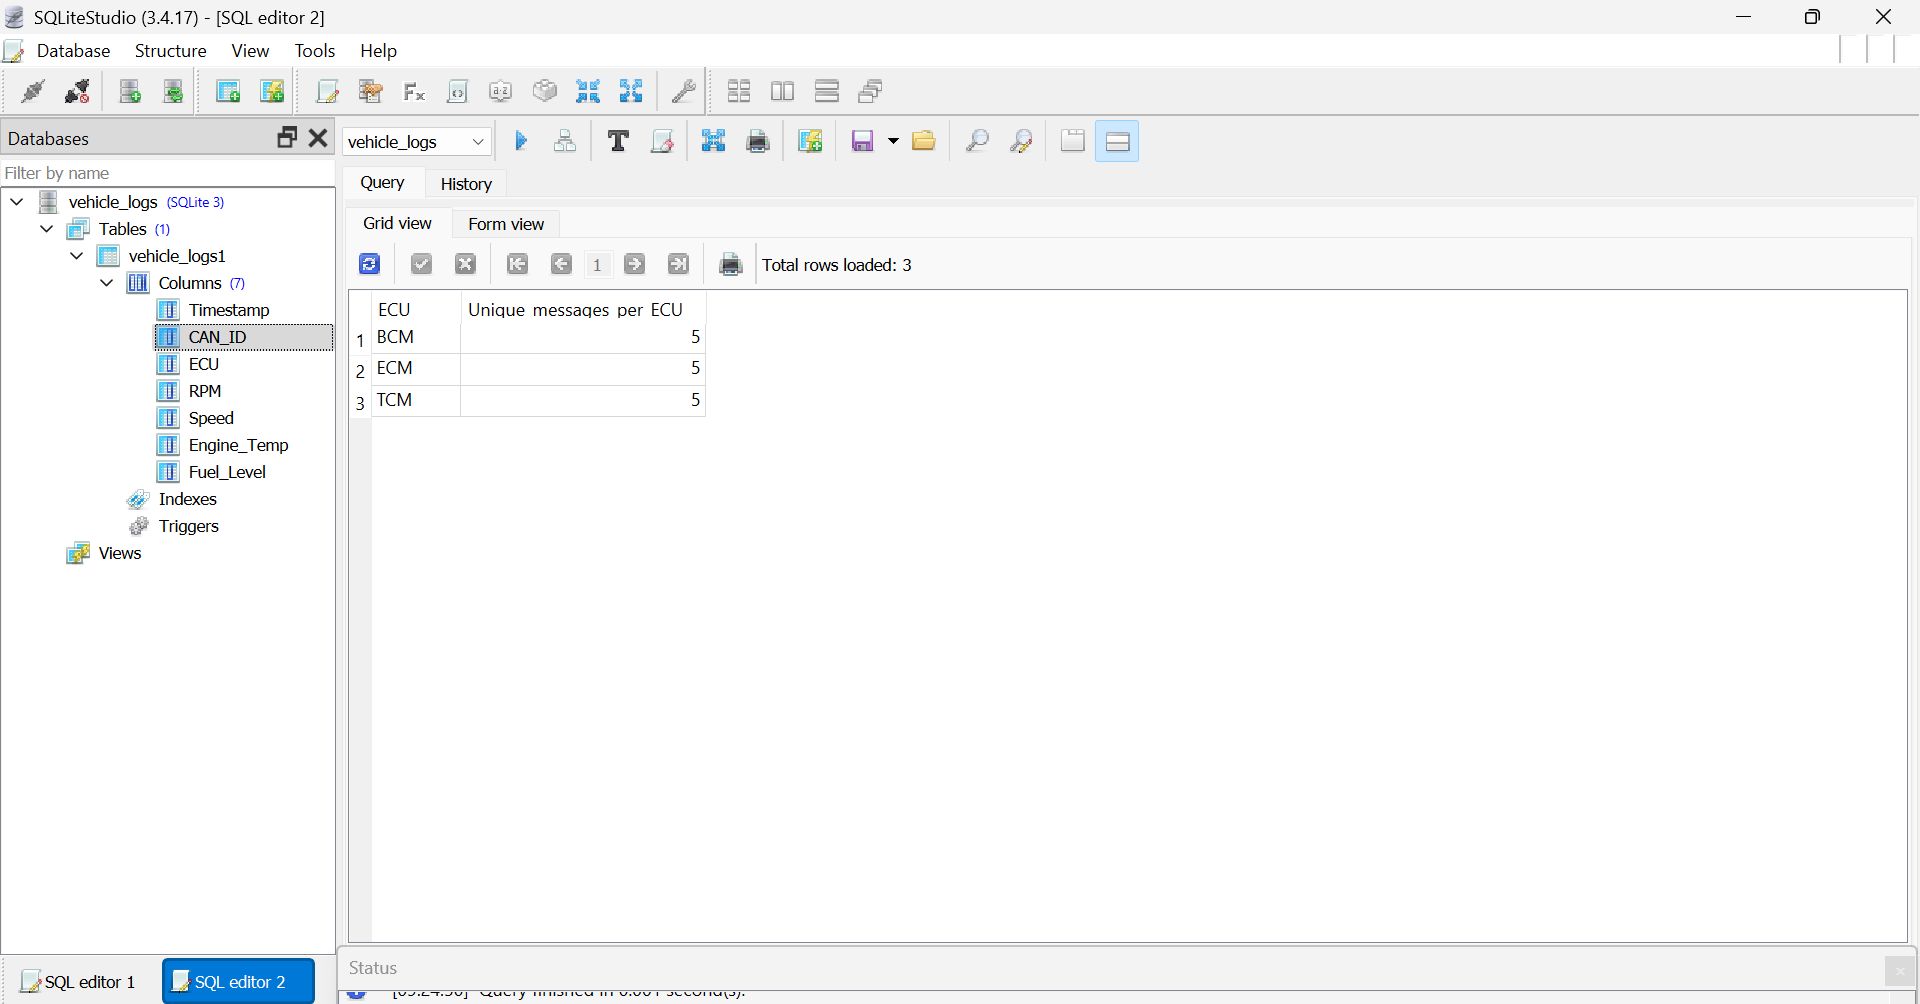 SQLiteStudio (3.4.17) - [SQL editor 2]
Database Structure View Tools Help
Databases
vehicle_logs
Filter by name
Query History
vehicle_logs (SQLite 3)
Tables (1)
vehicle_logs1
Columns (7)
Timestamp
CAN_ID
ECU
RPM
Speed
Engine_Temp
Fuel_Level
Indexes
Triggers
Views
Grid view Form view
1 Total rows loaded: 3
ECU Unique messages per ECU
1 BCM 5
2 ECM 5
3 TCM 5
SQL editor 1 SQL editor 2
Status
Query finished in 0.001 second(s).